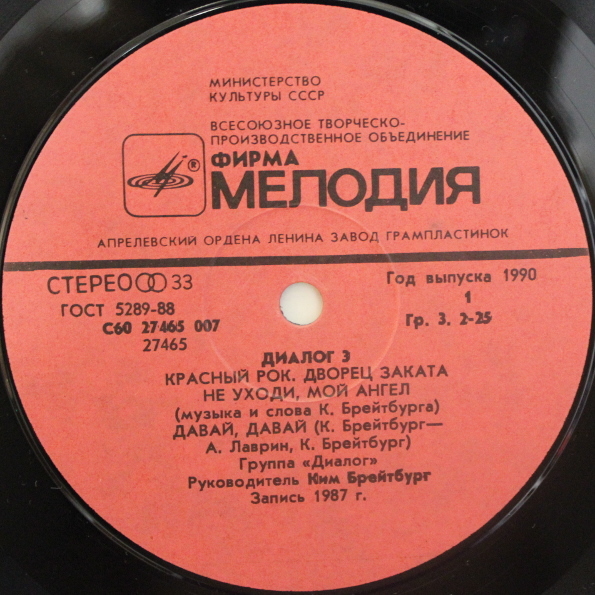 МИНИСТЕРСТВО
КУЛЬТУРЫ СССР
ВСЕСОЮЗНОЕ ТВОРЧЕСКО-
ПРОИЗВОДСТВЕННОЕ ОБЪЕДИНЕНИЕ
®
ФИРМА
МЕЛОДИЯ
АПРЕЛЕВСКИЙ ОРДЕНА ЛЕНИНА ЗАВОД ГРАМПЛАСТИНОК
СТЕРЕО 33
Год выпуска 1990
ГОСТ 5289-88
1
С60 27465 007
Гр. 3. 2-25
27465
ДИАЛОГ 3
КРАСНЫЙ РОК. ДВОРЕЦ ЗАКАТА
НЕ УХОДИ, МОЙ АНГЕЛ
(музыка и слова К. Брейтбурга)
ДАВАЙ, ДАВАЙ (К. Брейтбург—
А. Лаврин, К. Брейтбург)
Группа «Диалог»
Руководитель Ким Брейтбург
Запись 1987 г.